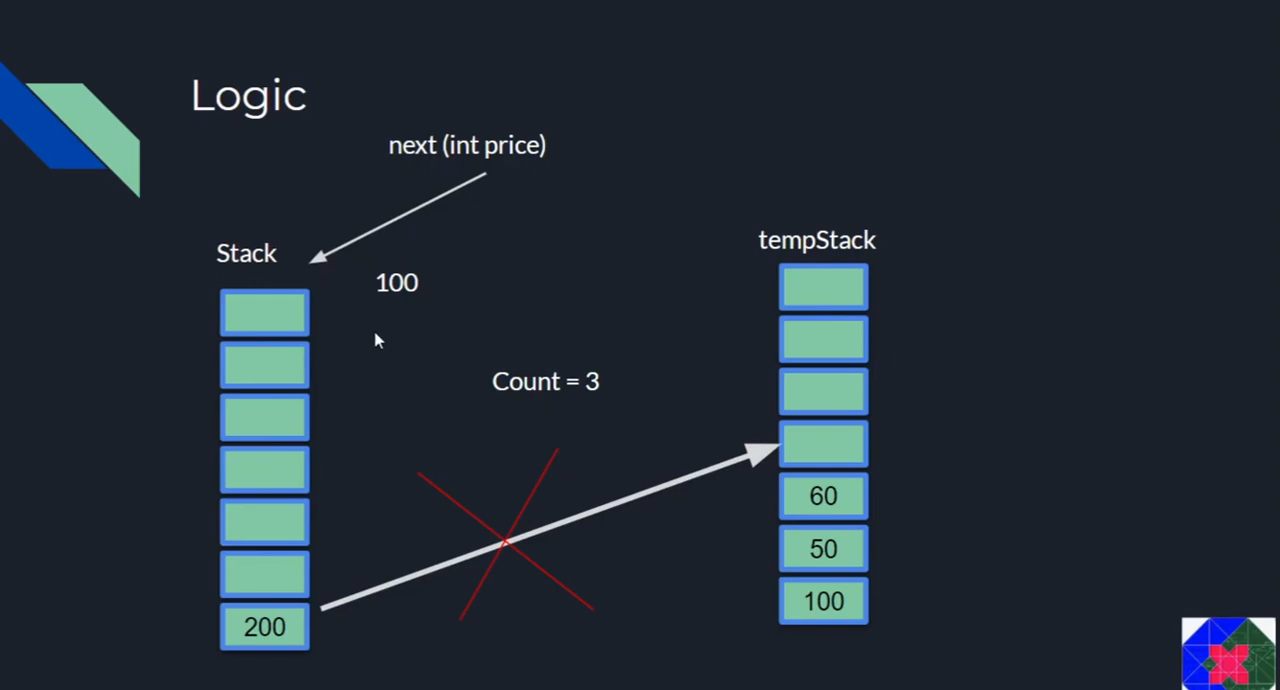 Logic
next (int price)
Stack
tempStack
100
Count = 3
60
50
100
200